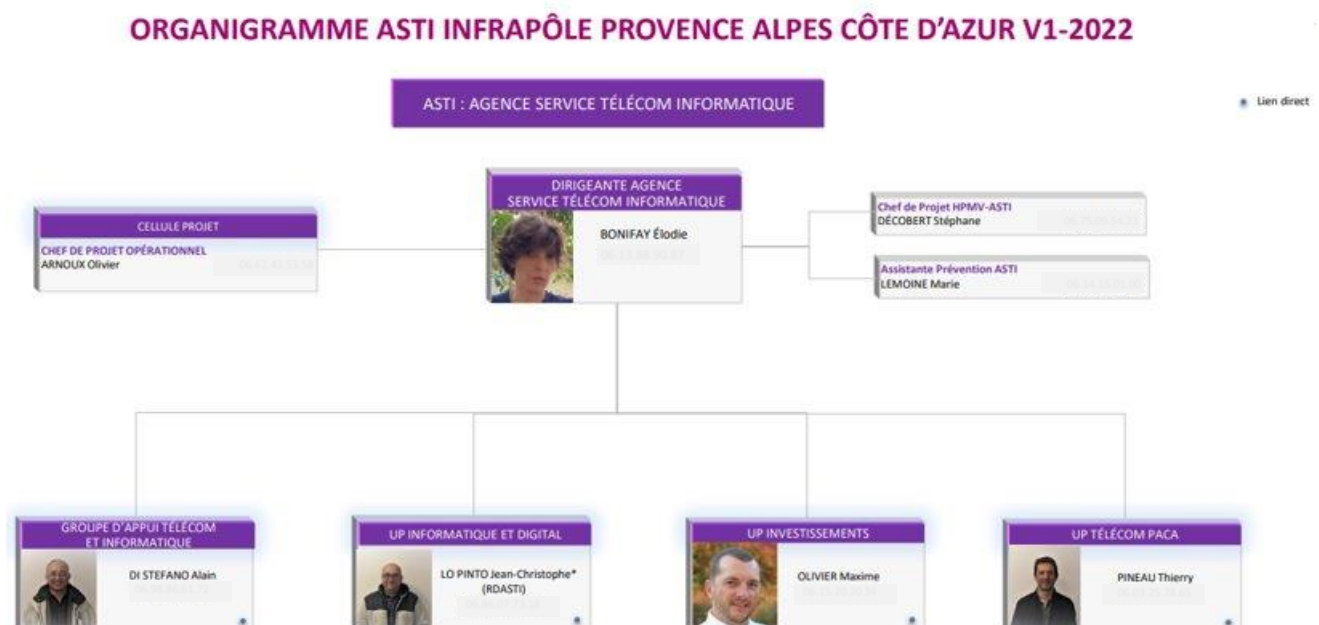 ORGANIGRAMME ASTI INFRAPÔLE PROVENCE ALPES CÔTE D'AZUR V1-2022
ASTI : AGENCE SERVICE TÉLÉCOM INFORMATIQUE
Lien direct
DIRIGEANTE AGENCE
SERVICE TÉLÉCOM INFORMATIQUE
BONIFAY Élodie
CELLULE PROJET
CHEF DE PROJET OPÉRATIONNEL
ARNOUX Olivier
Chef de Projet HPMV-ASTI
DÉCOBERT Stéphane
Assistante Prévention ASTI
LEMOINE Marie
GROUPE D'APPUI TÉLÉCOM
ET INFORMATIQUE
DI STEFANO Alain
UP INFORMATIQUE ET DIGITAL
LO PINTO Jean-Christophe*
(RDASTI)
UP INVESTISSEMENTS
OLIVIER Maxime
UP TÉLÉCOM PACA
PINEAU Thierry